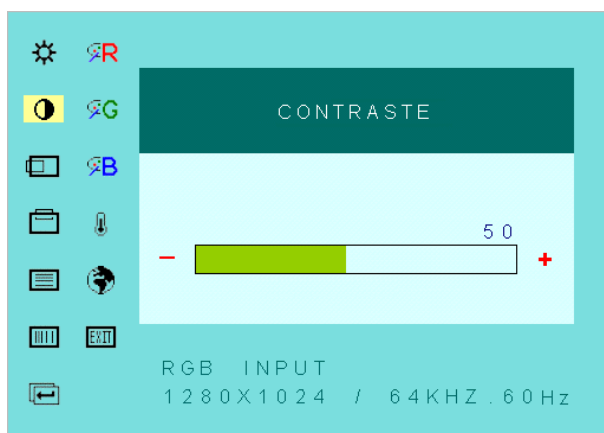 R
G
CONTRASTE
B
50
− +
EXIT
RGB INPUT
1280X1024 / 64KHZ.60Hz